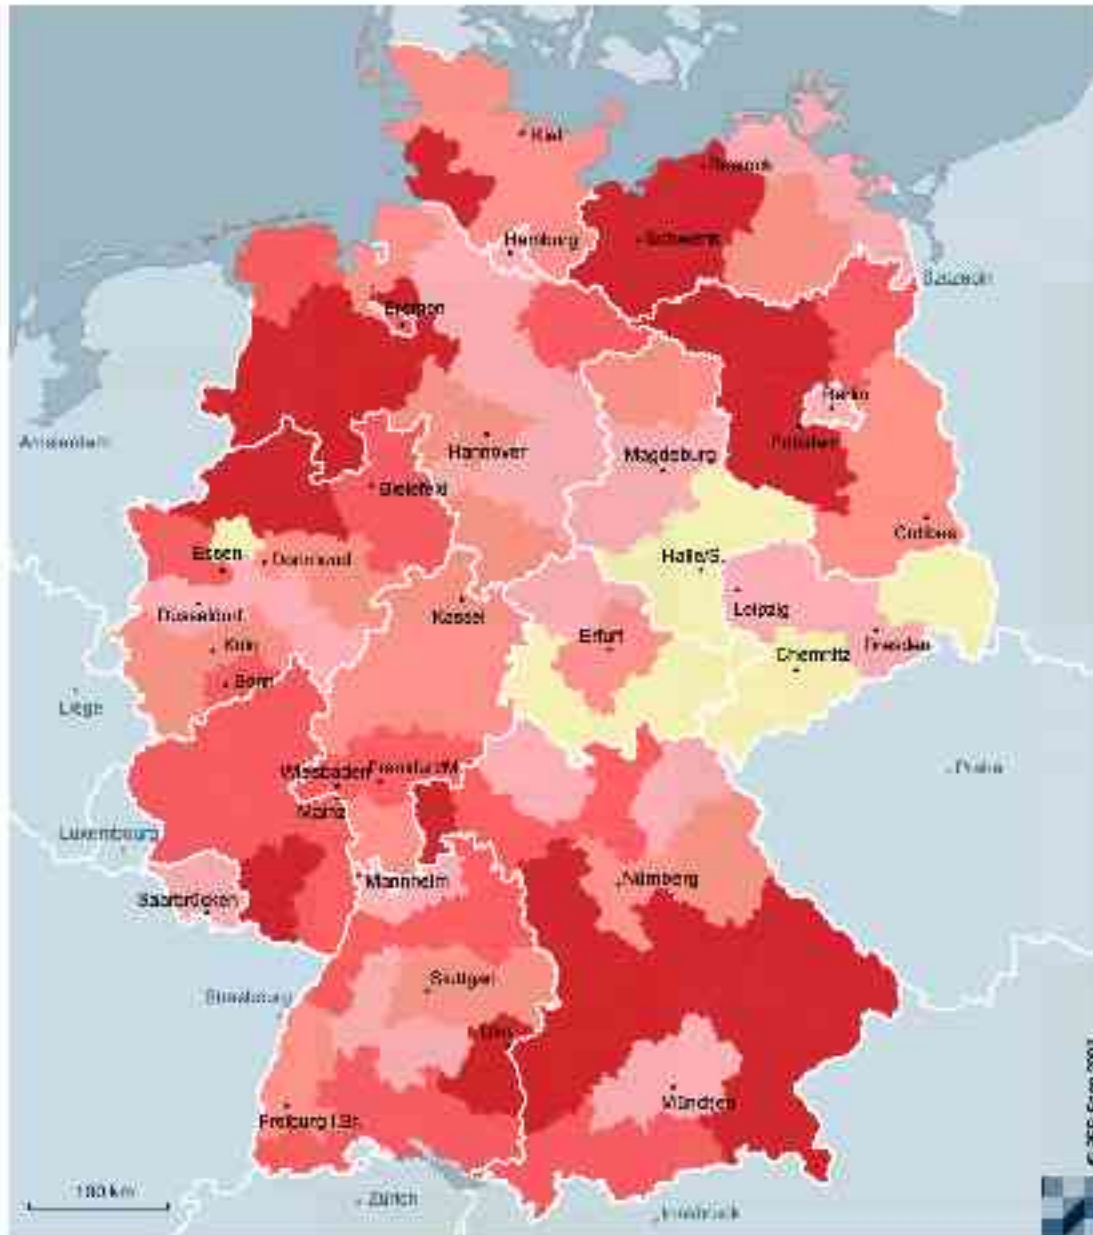 Kiel
Rostock
Hamburg
Schwerin
Szczecin
Bremen
Berlin
Amsterdam
Hannover
Potsdam
Magdeburg
Bielefeld
Cottbus
Essen
Dortmund
Halle/S.
Düsseldorf
Kassel
Leipzig
Köln
Erfurt
Dresden
Chemnitz
Bonn
Liège
Wiesbaden
Frankfurt/M.
Praha
Mainz
Luxembourg
Mannheim
Nürnberg
Saarbrücken
Stuttgart
Strasbourg
Ulm
München
Freiburg i.Br.
100 km
Zürich
Innsbruck